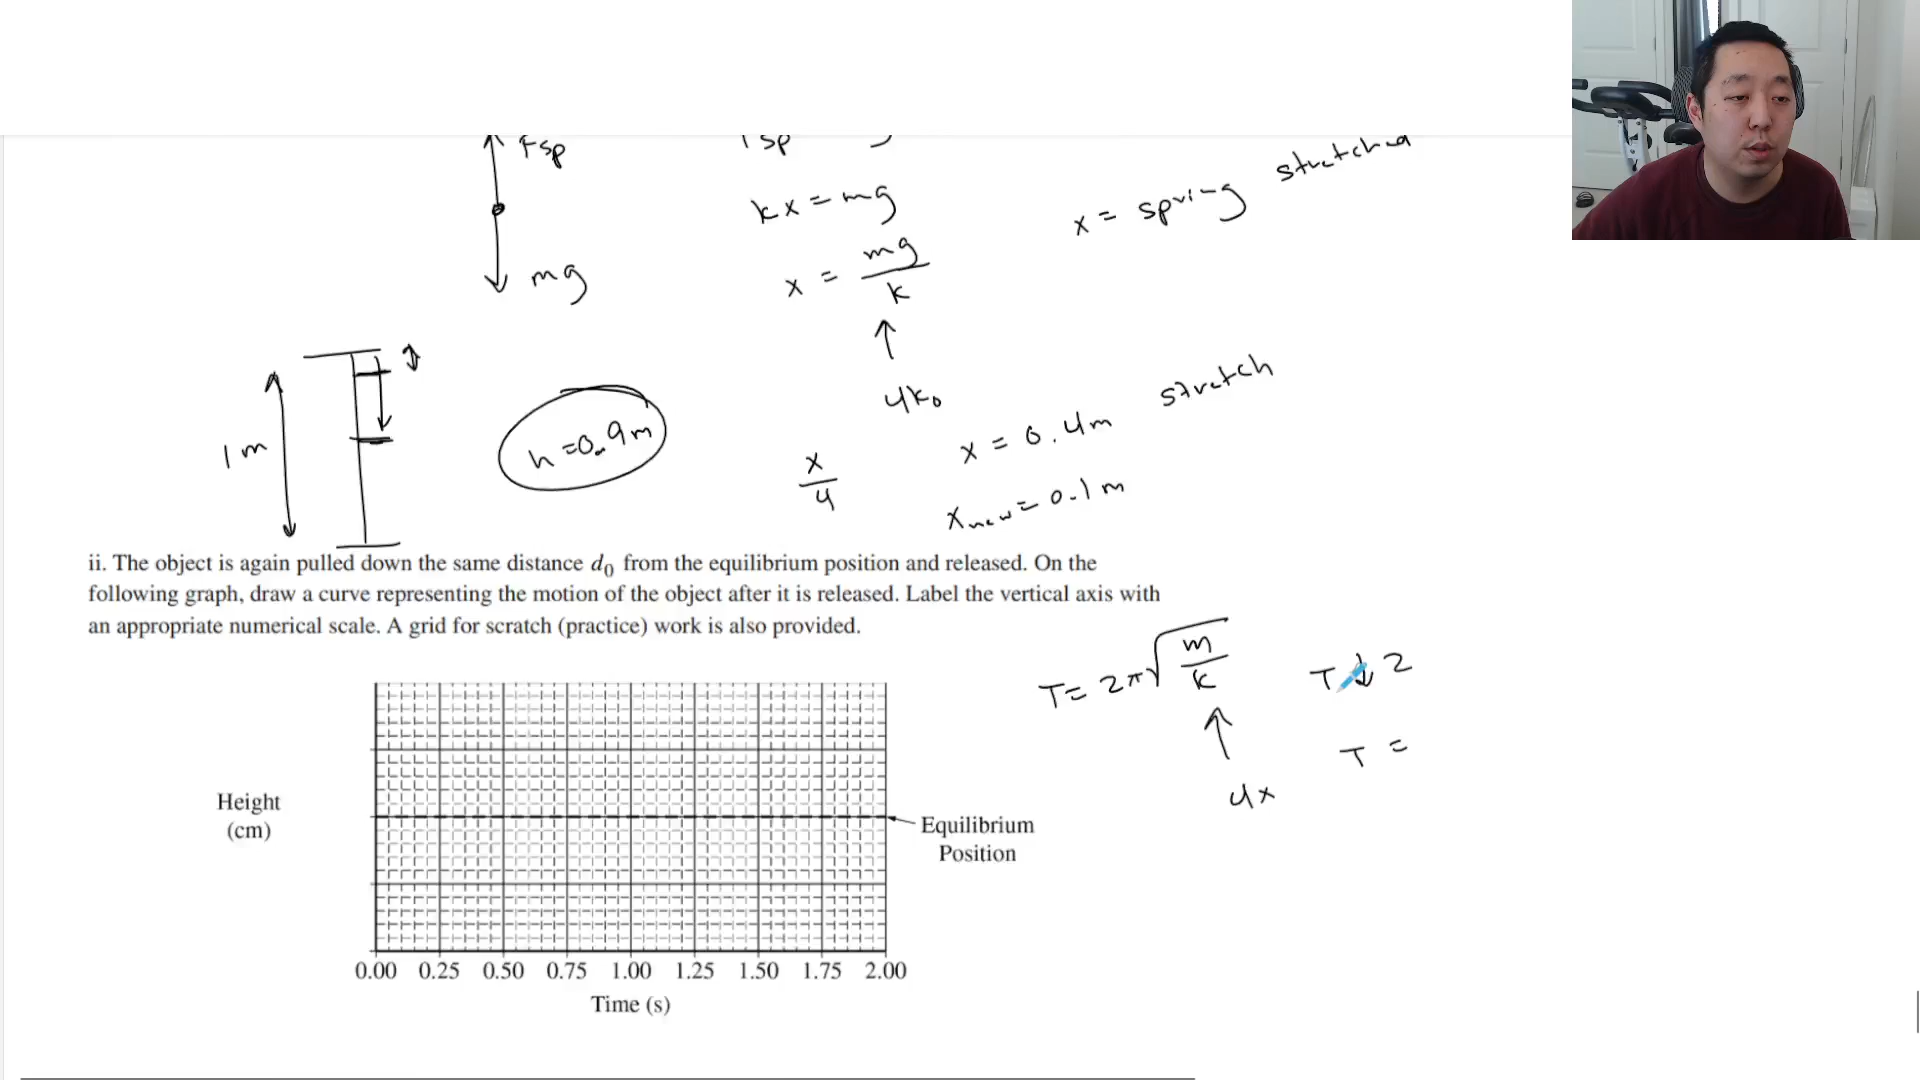 Fsp
kx = mg
x = spring stretched
x = mg/k
mg
4k₀
1m
h = 0.9m
x/4
x = 0.4m stretch
xnew = 0.1m
ii. The object is again pulled down the same distance d₀ from the equilibrium position and released. On the
following graph, draw a curve representing the motion of the object after it is released. Label the vertical axis with
an appropriate numerical scale. A grid for scratch (practice) work is also provided.
T = 2π√(m/k)
T ↓ 2
T =
4x
Height
(cm)
Equilibrium
Position
0.00 0.25 0.50 0.75 1.00 1.25 1.50 1.75 2.00
Time (s)